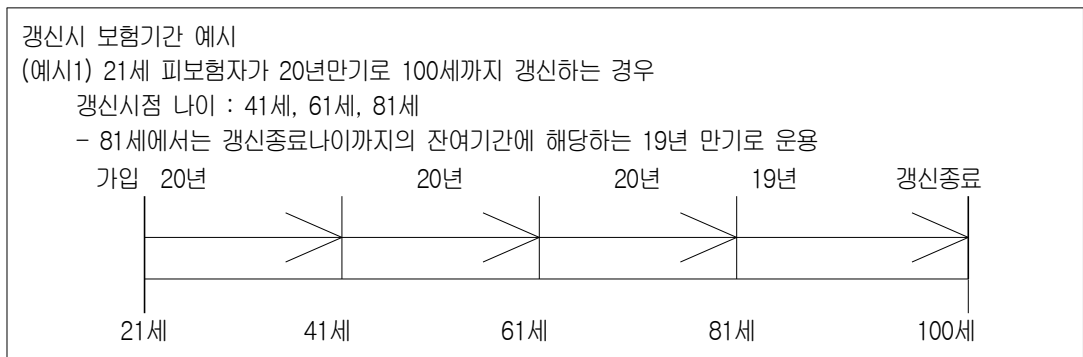 갱신시 보험기간 예시
(예시1) 21세 피보험자가 20년만기로 100세까지 갱신하는 경우
갱신시점 나이 : 41세, 61세, 81세
- 81세에서는 갱신종료나이까지의 잔여기간에 해당하는 19년 만기로 운용
가입 20년 20년 20년 19년 갱신종료
21세 41세 61세 81세 100세